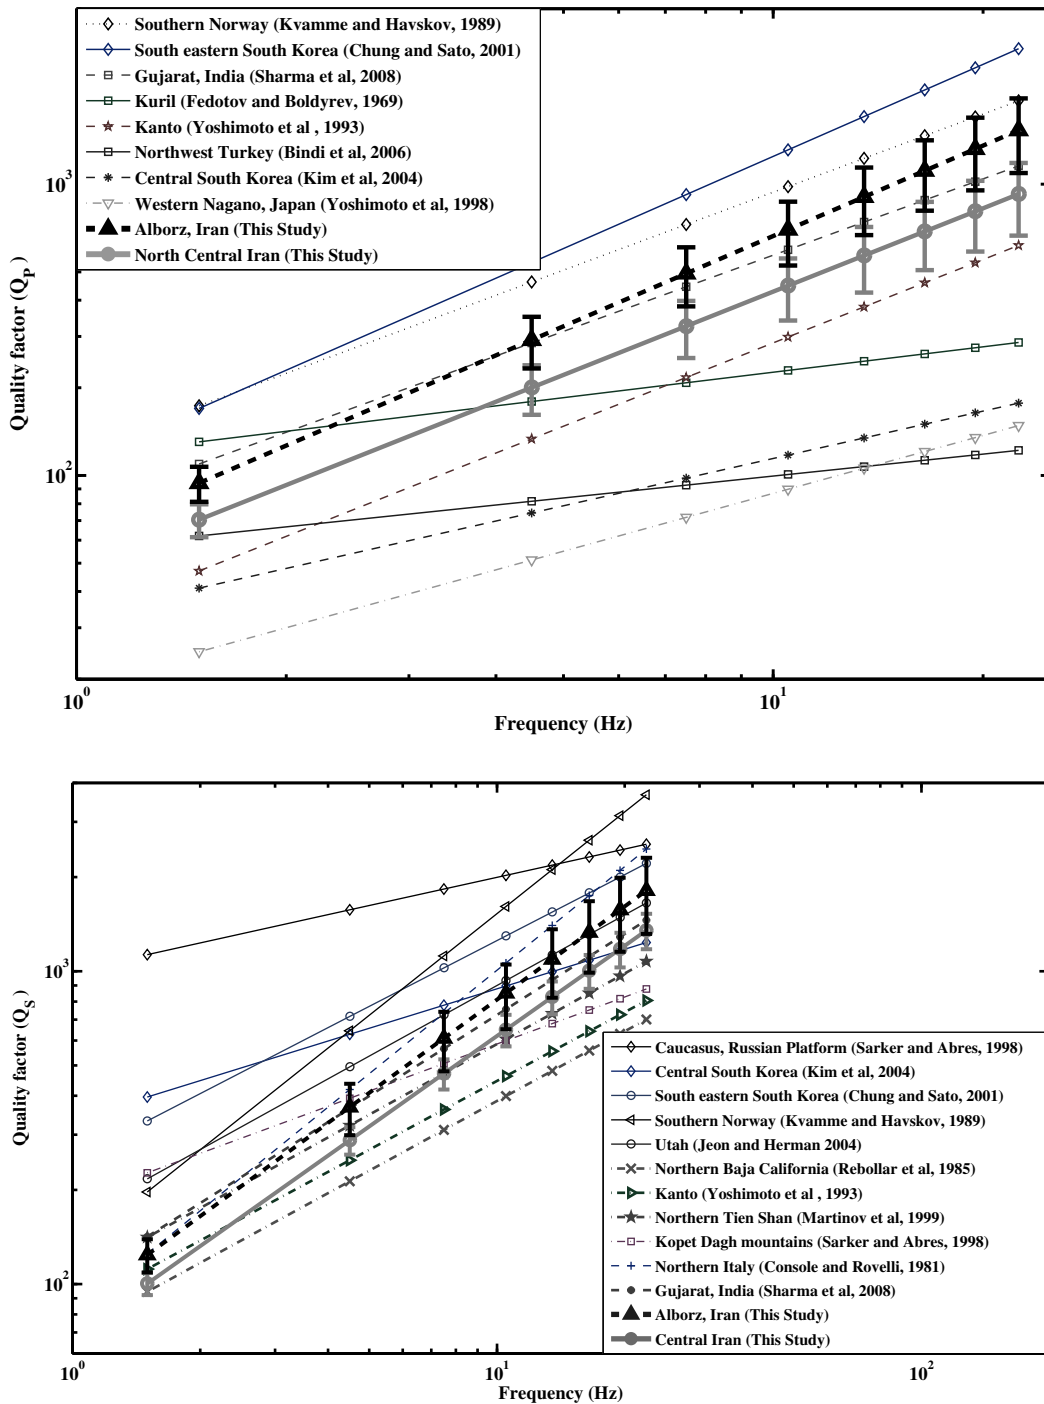 Southern Norway (Kvamme and Havskov, 1989)
South eastern South Korea (Chung and Sato, 2001)
Gujarat, India (Sharma et al, 2008)
Kuril (Fedotov and Boldyrev, 1969)
Kanto (Yoshimoto et al , 1993)
Northwest Turkey (Bindi et al, 2006)
Central South Korea (Kim et al, 2004)
Western Nagano, Japan (Yoshimoto et al, 1998)
Alborz, Iran (This Study)
North Central Iran (This Study)
Quality factor (Q_P)
10^3
10^2
10^0
10^1
Frequency (Hz)
Quality factor (Q_S)
10^3
10^2
Caucasus, Russian Platform (Sarker and Abres, 1998)
Central South Korea (Kim et al, 2004)
South eastern South Korea (Chung and Sato, 2001)
Southern Norway (Kvamme and Havskov, 1989)
Utah (Jeon and Herman 2004)
Northern Baja California (Rebollar et al, 1985)
Kanto (Yoshimoto et al , 1993)
Northern Tien Shan (Martinov et al, 1999)
Kopet Dagh mountains (Sarker and Abres, 1998)
Northern Italy (Console and Rovelli, 1981)
Gujarat, India (Sharma et al, 2008)
Alborz, Iran (This Study)
Central Iran (This Study)
10^0
10^1
10^2
Frequency (Hz)